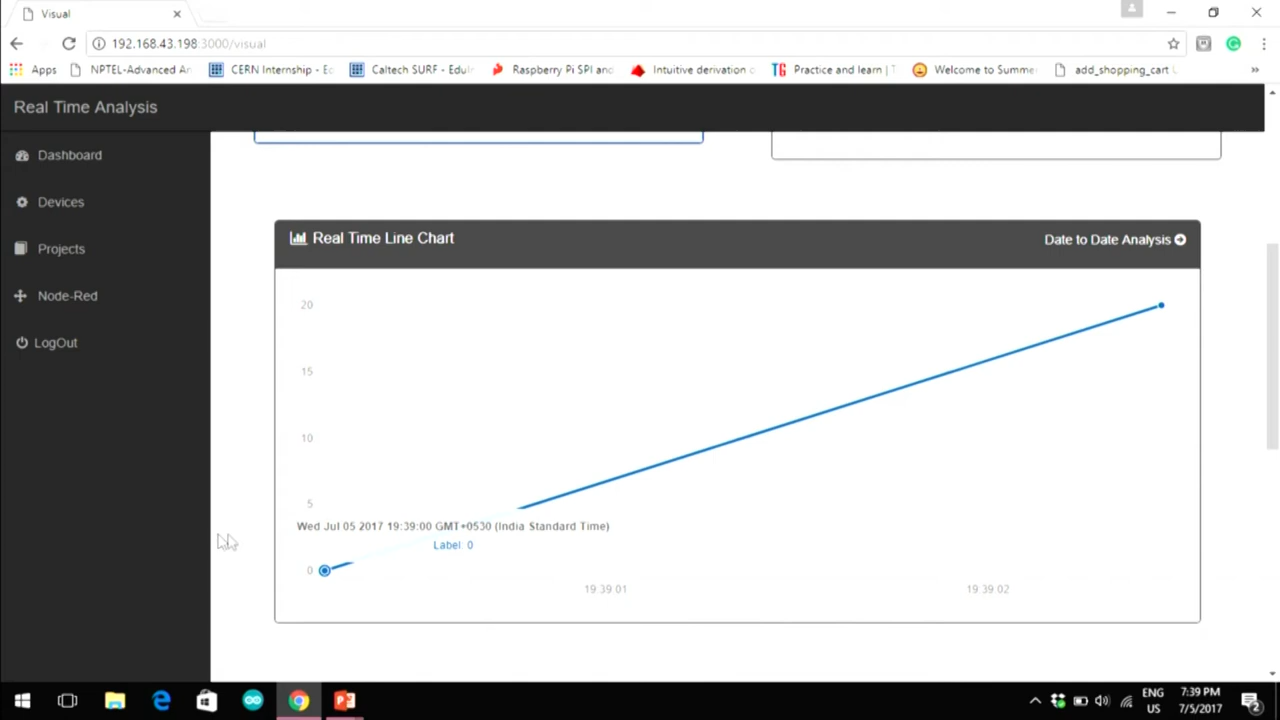 Visual
192.168.43.198:3000/visual
Apps NPTEL-Advanced An CERN Internship - Ec Caltech SURF - Edul Raspberry Pi SPI and Intuitive derivation o Practice and learn | T Welcome to Summe add_shopping_cart
Real Time Analysis
Dashboard
Devices
Projects
Node-Red
LogOut
Real Time Line Chart
Date to Date Analysis
20
15
10
5
Wed Jul 05 2017 19:39:00 GMT+0530 (India Standard Time)
Label 0
0
19:39 01 19:39 02
ENG 7:39 PM
US 7/5/2017
2